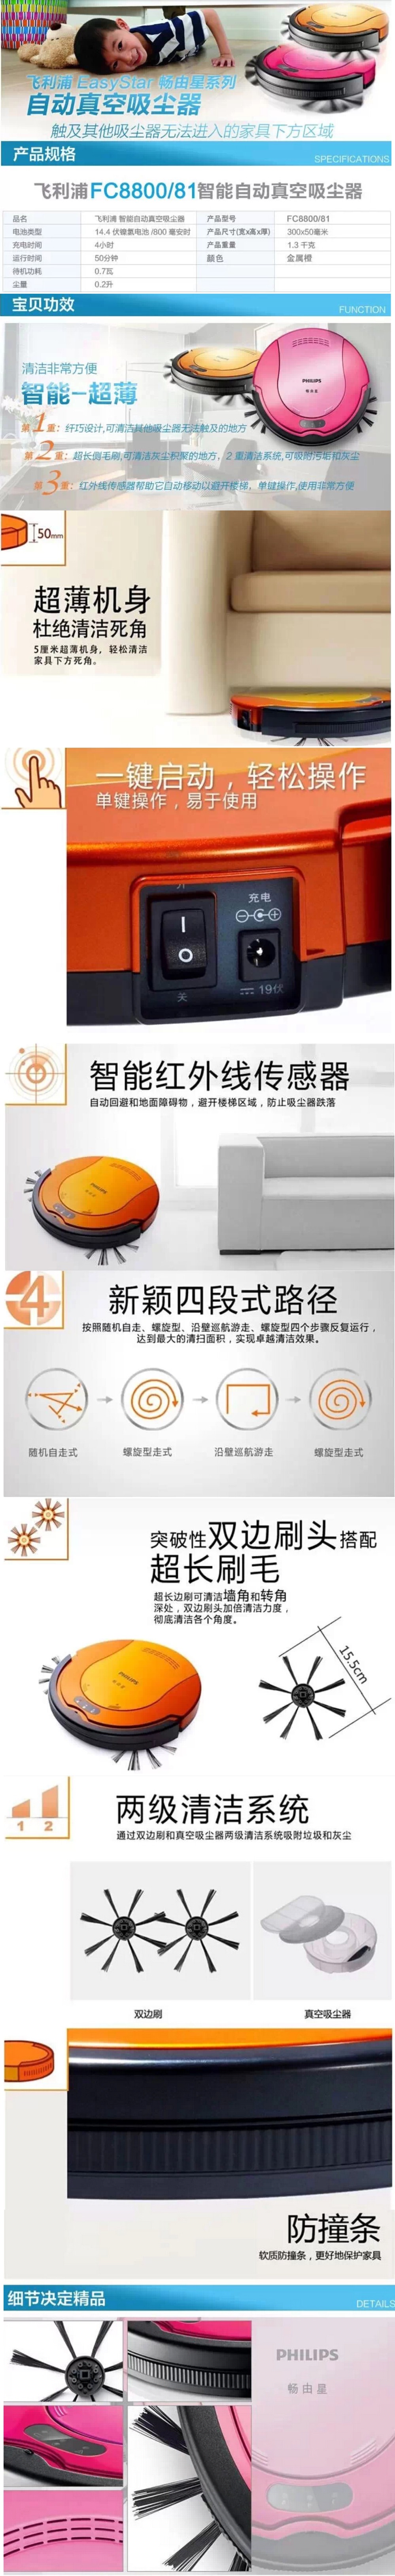 飞利浦 EasyStar 畅由星系列
自动真空吸尘器
触及其他吸尘器无法进入的家具下方区域
产品规格
SPECIFICATIONS
飞利浦FC8800/81智能自动真空吸尘器
品名 飞利浦 智能自动真空吸尘器 产品型号 FC8800/81
电池类型 14.4 伏镍氢电池 /800 毫安时 产品尺寸(宽x高x厚) 300x50毫米
充电时间 4小时 产品重量 1.3 千克
运行时间 50分钟 颜色 金属橙
待机功耗 0.7瓦
尘量 0.2升
宝贝功效
FUNCTION
清洁非常方便
智能-超薄
PHILIPS
畅由星
第1重: 纤巧设计,可清洁其他吸尘器无法触及的地方
第2重: 超长侧毛刷,可清洁灰尘积聚的地方，2 重清洁系统,可吸附污垢和灰尘
第3重: 红外线传感器帮助它自动移动以避开楼梯，单键操作,使用非常方便
50mm
超薄机身
杜绝清洁死角
5厘米超薄机身，轻松清洁
家具下方死角。
一键启动，轻松操作
单键操作，易于使用
开
充电
关
19伏
智能红外线传感器
自动回避和地面障碍物，避开楼梯区域，防止吸尘器跌落
PHILIPS
4
新颖四段式路径
按照随机自走、螺旋型、沿壁巡航游走、螺旋型四个步骤反复运行，
达到最大的清扫面积，实现卓越清洁效果。
随机自走式 螺旋型走式 沿壁巡航游走 螺旋型走式
突破性双边刷头搭配
超长刷毛
超长边刷可清洁墙角和转角
深处，双边刷头加倍清洁力度，
彻底清洁各个角度。
PHILIPS
15.5cm
1 2
两级清洁系统
通过双边刷和真空吸尘器两级清洁系统吸附垃圾和灰尘
双边刷 真空吸尘器
防撞条
软质防撞条，更好地保护家具
细节决定精品
DETAILS
PHILIPS
畅由星